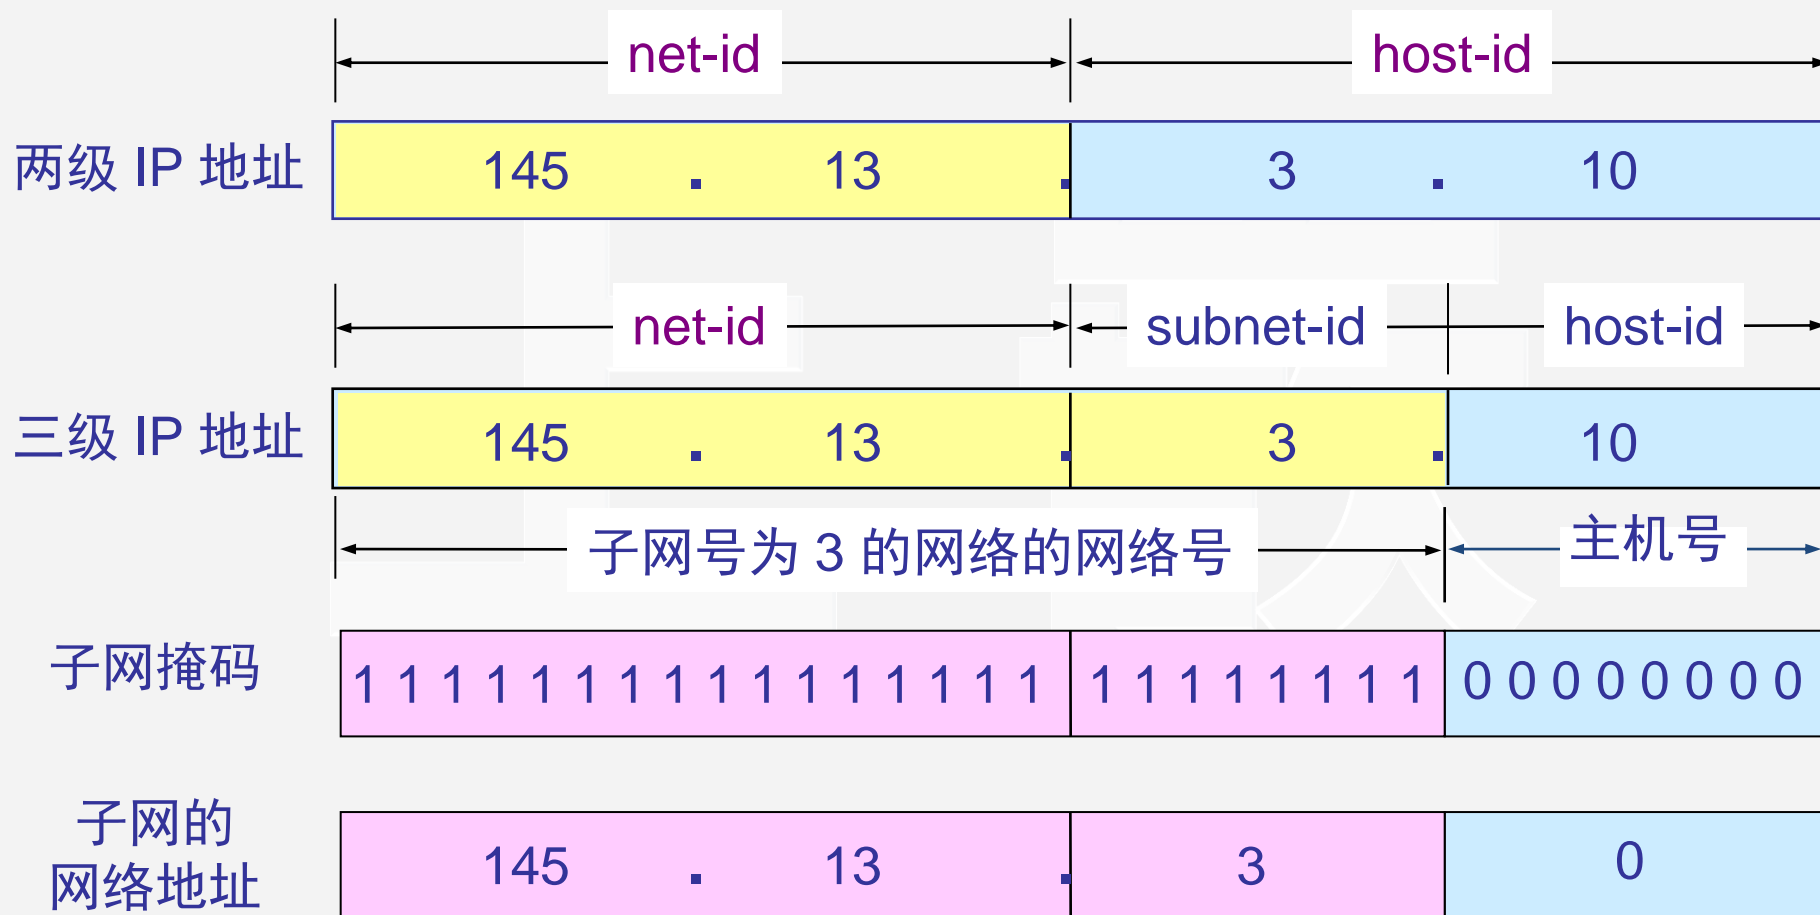 net-id host-id
两级 IP 地址 145 . 13 . 3 . 10
net-id subnet-id host-id
三级 IP 地址 145 . 13 . 3 . 10
子网号为 3 的网络的网络号 主机号
子网掩码 1 1 1 1 1 1 1 1 1 1 1 1 1 1 1 1 1 1 1 1 1 1 1 1 0 0 0 0 0 0 0 0
子网的
网络地址 145 . 13 . 3 0